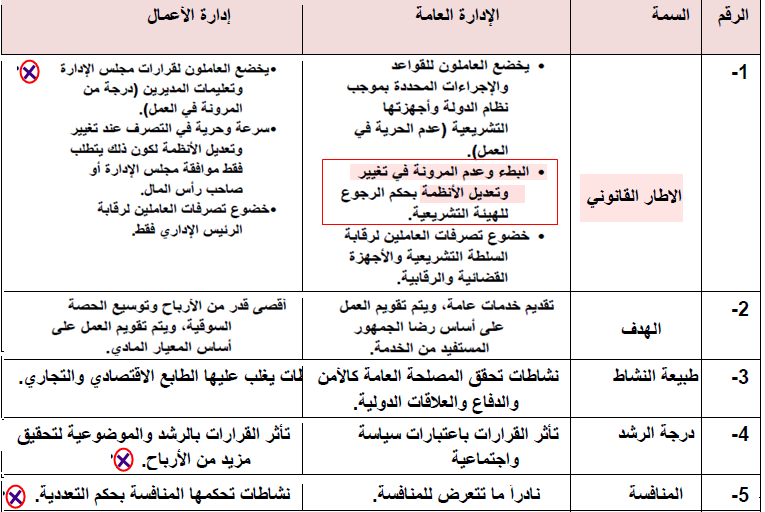 الرقم السمة الإدارة العامة إدارة الأعمال
1-
الاطار القانوني
• يخضع العاملون للقواعد
والإجراءات المحددة بموجب
نظام الدولة وأجهزتها
التشريعية (عدم الحرية في
العمل).
• البطء وعدم المرونة في تغيير
وتعديل الأنظمة بحكم الرجوع
للهيئة التشريعية.
• خضوع تصرفات العاملين لرقابة
السلطة التشريعية والأجهزة
القضائية والرقابية.
•يخضع العاملون لقرارات مجلس الإدارة
وتعليمات المديرين (درجة من
المرونة في العمل).
•سرعة وحرية في التصرف عند تغيير
وتعديل الأنظمة لكون ذلك يتطلب
فقط موافقة مجلس الإدارة أو
صاحب رأس المال.
•خضوع تصرفات العاملين لرقابة
الرئيس الإداري فقط.
2-
الهدف
تقديم خدمات عامة، ويتم تقويم العمل
على أساس رضا الجمهور
المستفيد من الخدمة.
أقصى قدر من الأرباح وتوسيع الحصة
السوقية، ويتم تقويم العمل على
أساس المعيار المادي.
3-
طبيعة النشاط
نشاطات تحقق المصلحة العامة كالأمن
والدفاع والعلاقات الدولية.
طات يغلب عليها الطابع الاقتصادي والتجاري.
4-
درجة الرشد
تأثر القرارات باعتبارات سياسة
واجتماعية
تأثر القرارات بالرشد والموضوعية لتحقيق
مزيد من الأرباح.
5-
المنافسة
نادراً ما تتعرض للمنافسة.
نشاطات تحكمها المنافسة بحكم التعددية.